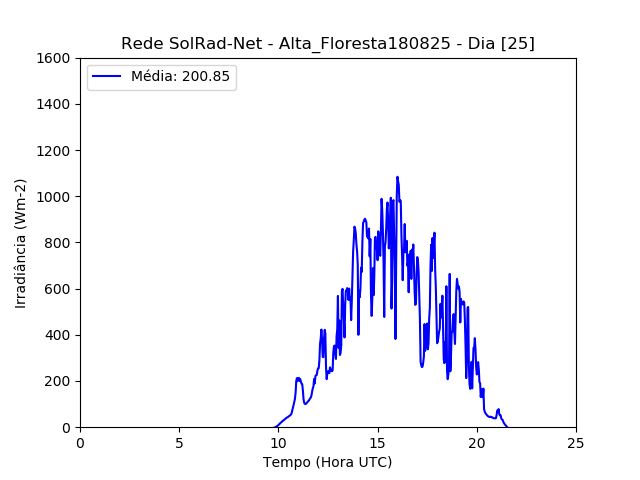 Rede SolRad-Net - Alta_Floresta180825 - Dia [25]
Média: 200.85
Irradiância (Wm-2)
1600
1400
1200
1000
800
600
400
200
0
0 5 10 15 20 25
Tempo (Hora UTC)